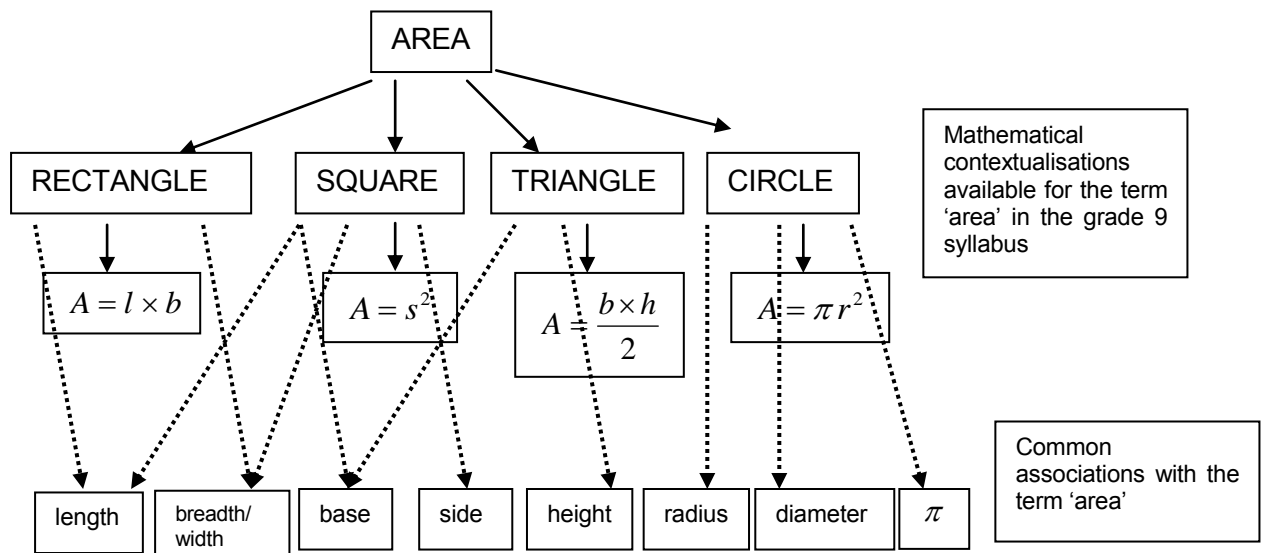 AREA
RECTANGLE
SQUARE
TRIANGLE
CIRCLE
Mathematical
contextualisations
available for the term
‘area’ in the grade 9
syllabus
A = l × b
A = s²
A = b × h
2
A = π r²
Common
associations with the
term ‘area’
length
breadth/
width
base
side
height
radius
diameter
π